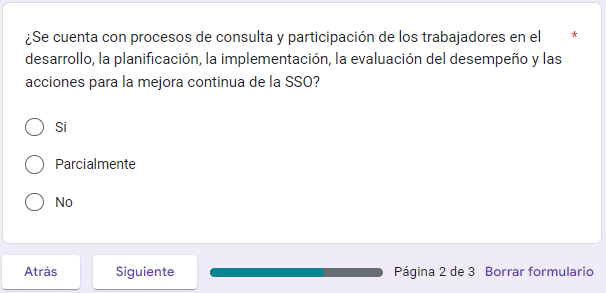 ¿Se cuenta con procesos de consulta y participación de los trabajadores en el *
desarrollo, la planificación, la implementación, la evaluación del desempeño y las
acciones para la mejora continua de la SSO?
Si
Parcialmente
No
Atrás Siguiente Página 2 de 3 Borrar formulario